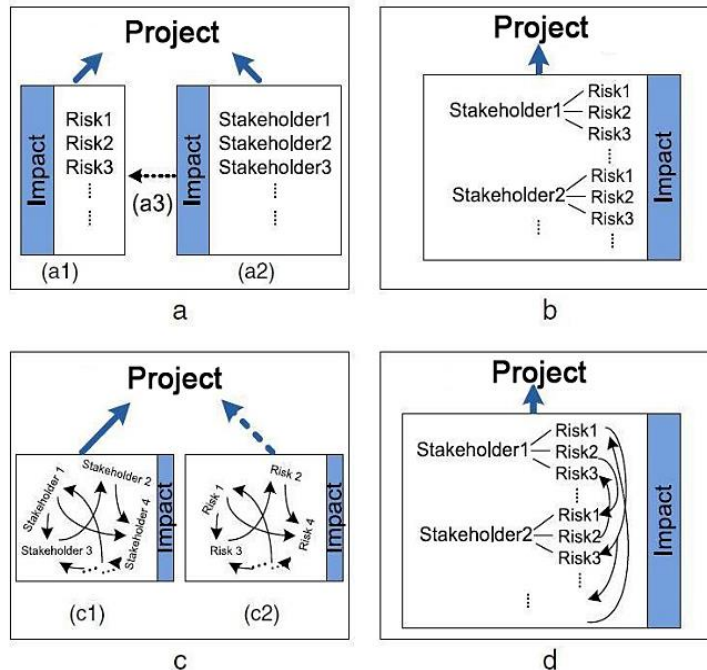 Project
Impact
Risk1
Risk2
Risk3
(a1)
(a3)
Impact
Stakeholder1
Stakeholder2
Stakeholder3
(a2)
a
Project
Stakeholder1
Risk1
Risk2
Risk3
Stakeholder2
Risk1
Risk2
Risk3
Impact
b
Project
Stakeholder 1
Stakeholder 2
Stakeholder 3
Stakeholder 4
Impact
(c1)
Risk 1
Risk 2
Risk 3
Risk 4
Impact
(c2)
c
Project
Stakeholder1
Risk1
Risk2
Risk3
Stakeholder2
Risk1
Risk2
Risk3
Impact
d